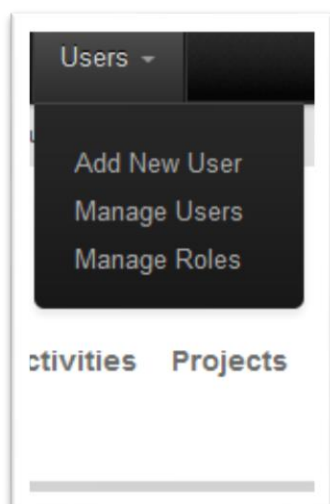 Users
Add New User
Manage Users
Manage Roles
ctivities Projects